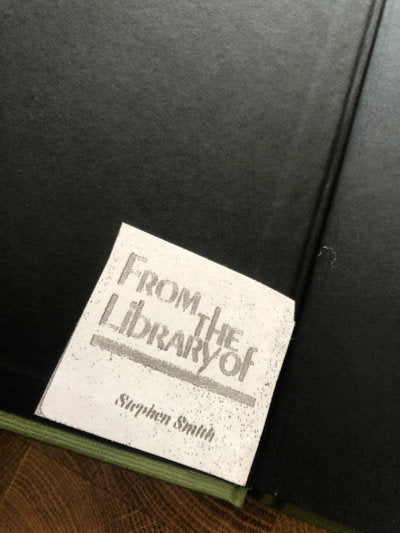 From
the
Library of
Stephen Smith